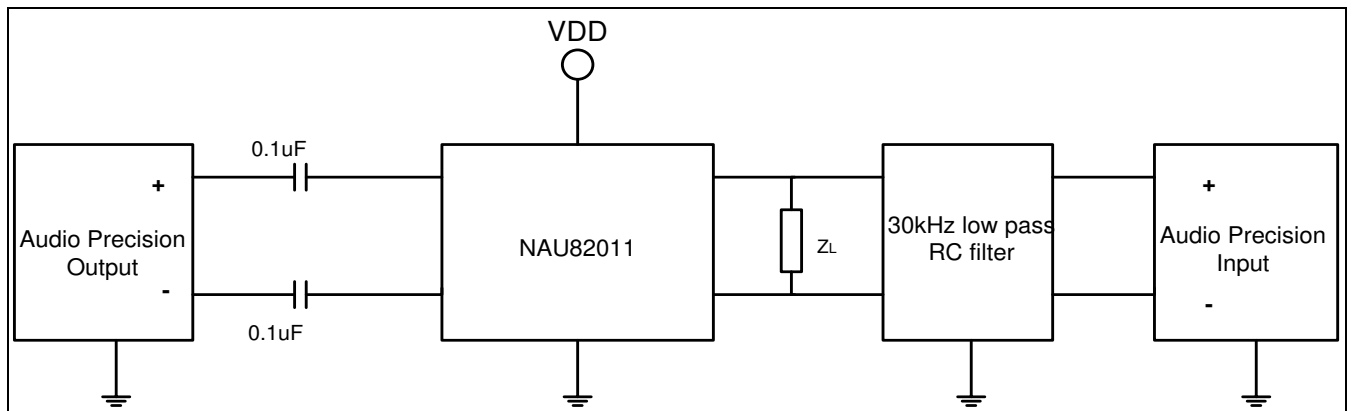 VDD
0.1uF
+
Audio Precision
Output
-
0.1uF
NAU82011
ZL
30kHz low pass
RC filter
+
Audio Precision
Input
-